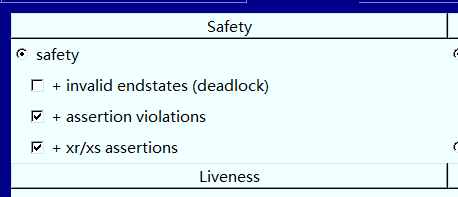 Safety
safety
+ invalid endstates (deadlock)
+ assertion violations
+ xr/xs assertions
Liveness